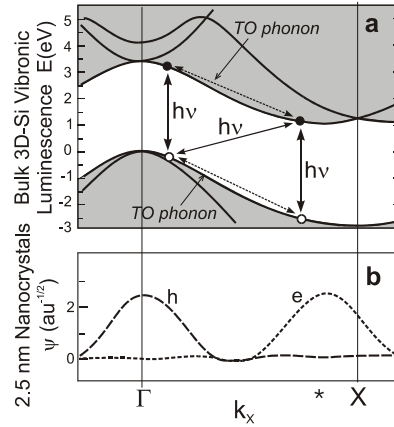 Bulk 3D-Si Vibronic
Luminescence E(eV)
5
4
3
2
1
0
-1
-2
-3
a
TO phonon
hν
hν
hν
TO phonon
2.5 nm Nanocrystals
ψ (au⁻¹/²)
2
0
b
h
e
Γ
k_X
*
X